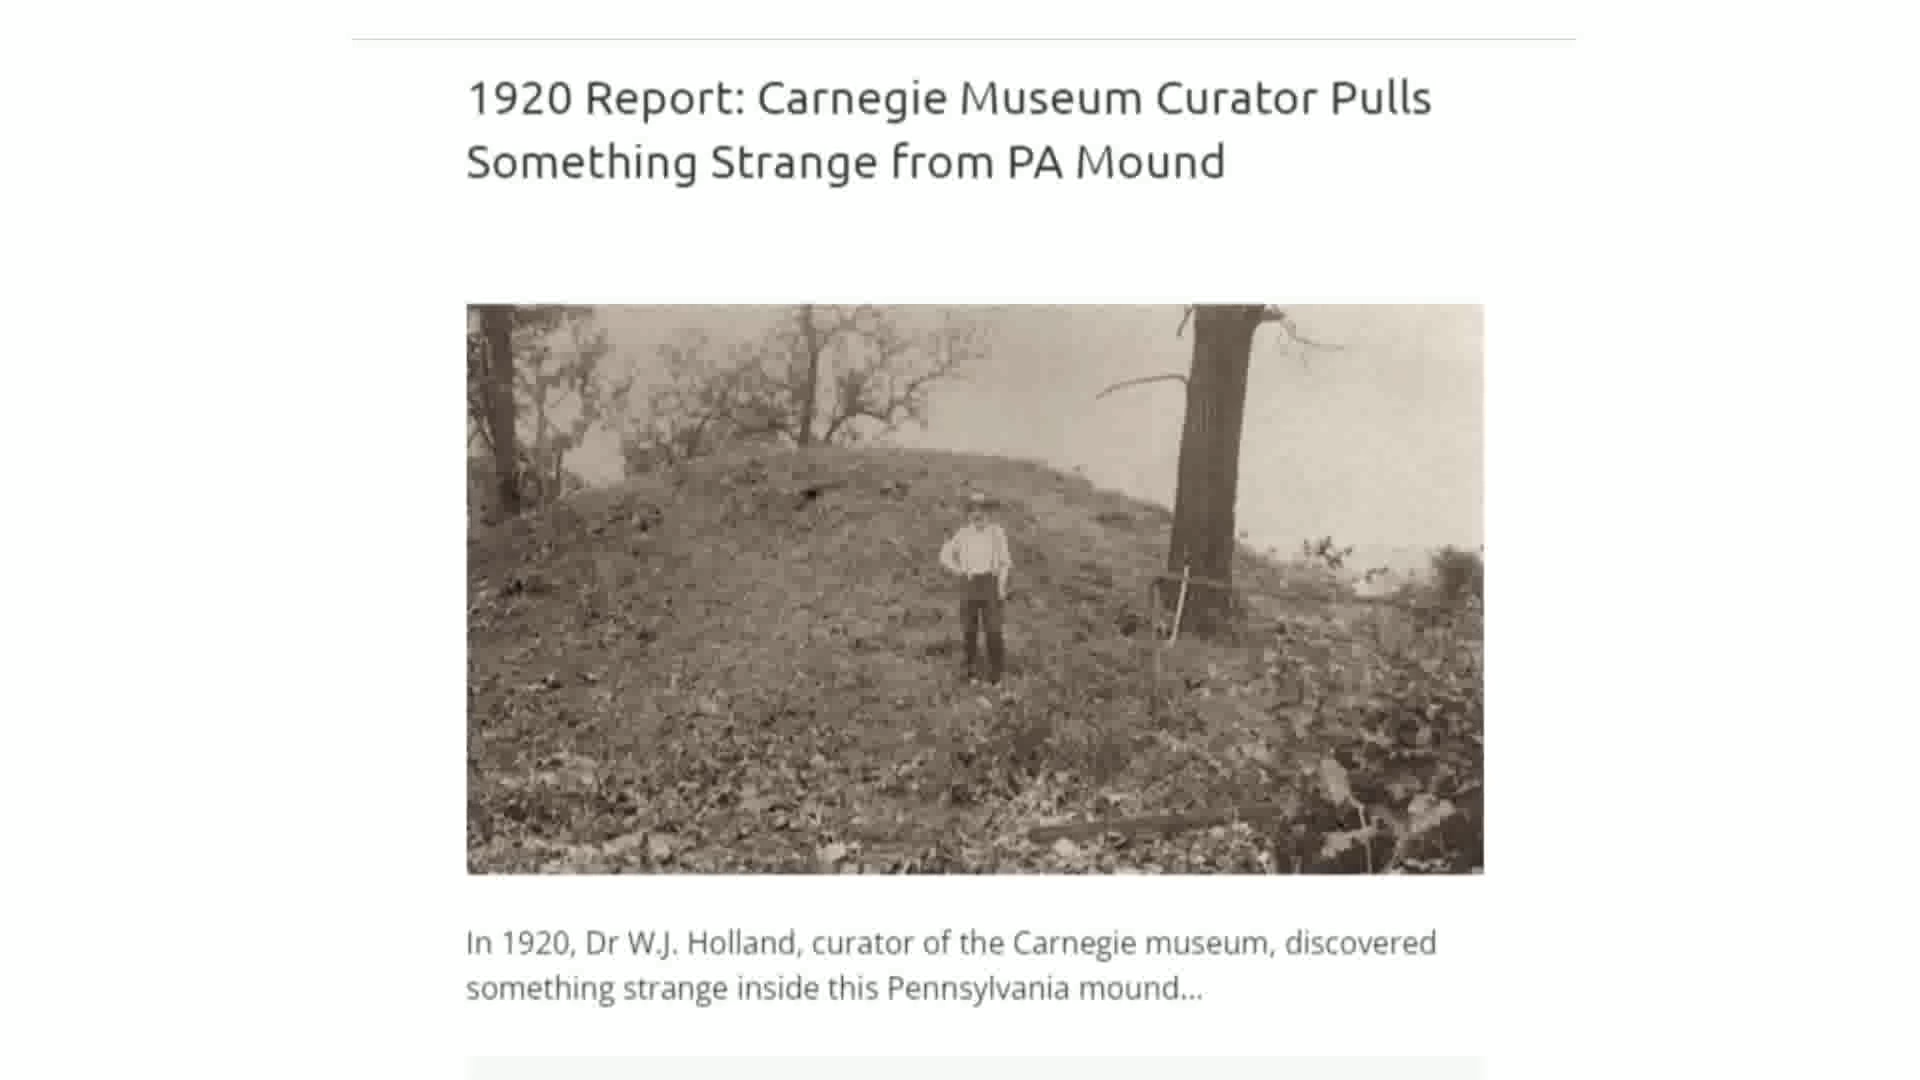 1920 Report: Carnegie Museum Curator Pulls
Something Strange from PA Mound
In 1920, Dr W.J. Holland, curator of the Carnegie museum, discovered
something strange inside this Pennsylvania mound...